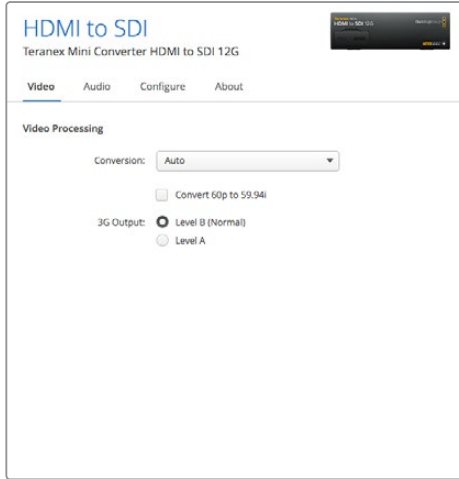 HDMI to SDI
Teranex Mini Converter HDMI to SDI 12G
Video Audio Configure About
Video Processing
Conversion: Auto
Convert 60p to 59.94i
3G Output: Level B (Normal)
Level A